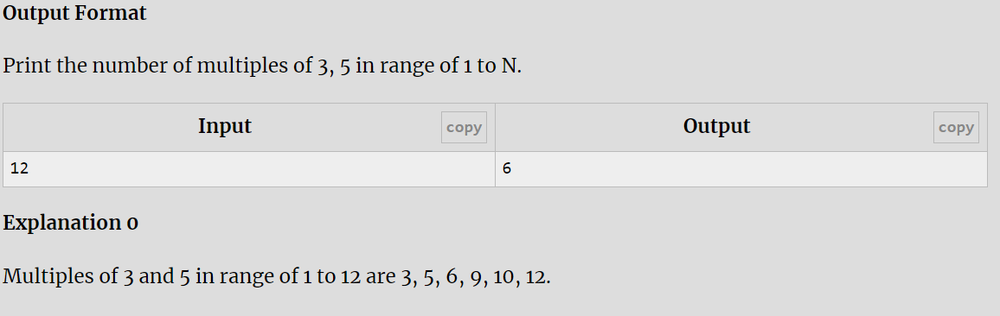 Output Format
Print the number of multiples of 3, 5 in range of 1 to N.
Input copy Output copy
12 6
Explanation 0
Multiples of 3 and 5 in range of 1 to 12 are 3, 5, 6, 9, 10, 12.